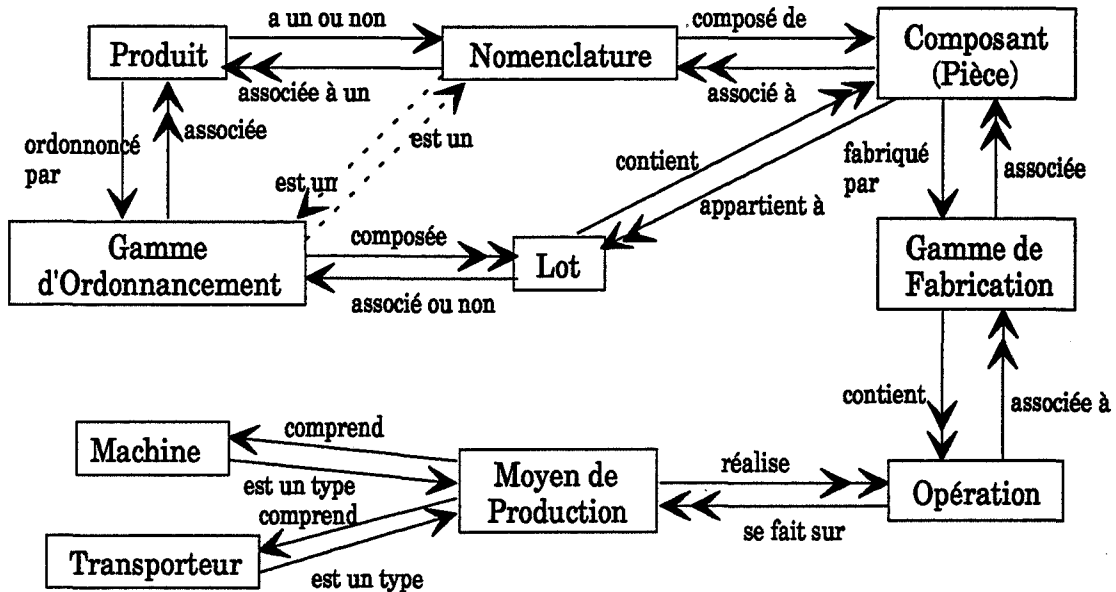 a un ou non
composé de
Produit
Nomenclature
Composant
(Pièce)
associée à un
associé à
ordonnoncé
par
associée
est un
est un
contient
appartient à
fabriqué
par
associée
Gamme
d'Ordonnancement
composée
Lot
associé ou non
Gamme de
Fabrication
contient
associée à
Machine
comprend
est un type
Moyen de
Production
réalise
Opération
se fait sur
comprend
Transporteur
est un type